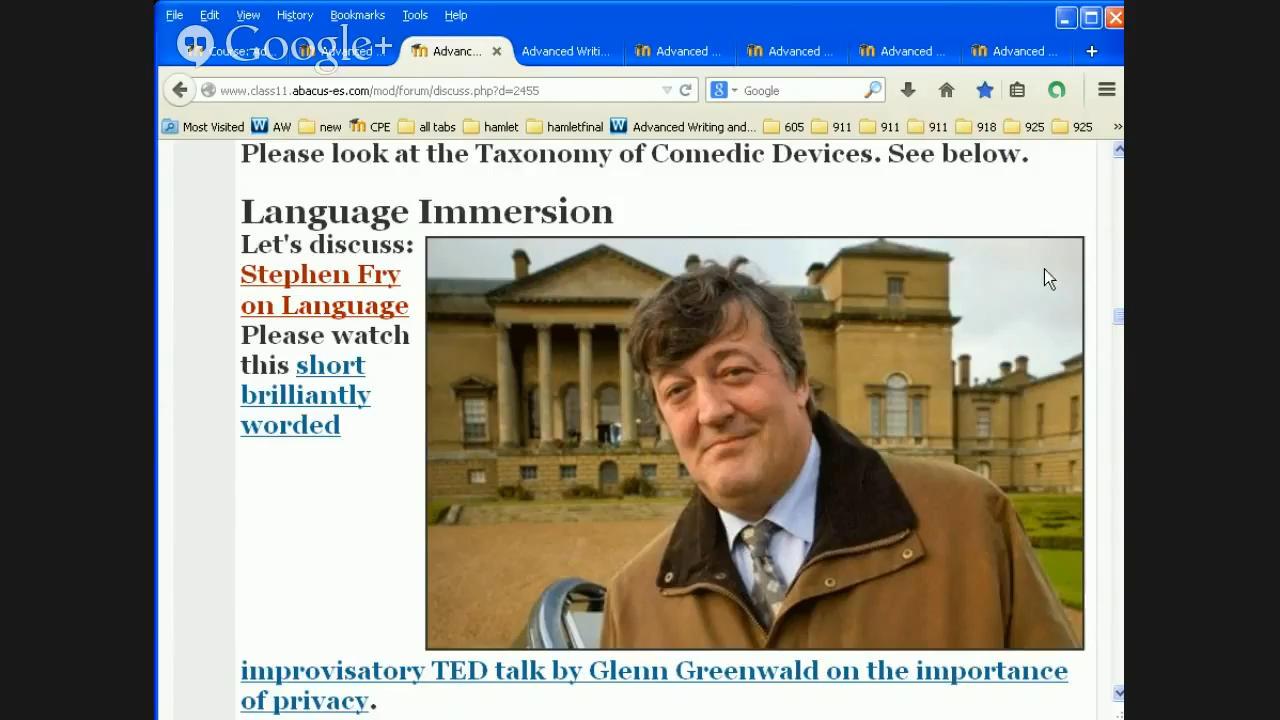 File Edit View History Bookmarks Tools Help
Google+
Advanc... Advanced Writi... Advanced ... Advanced ... Advanced ... Advanced ...
www.class11.abacus-es.com/mod/forum/discuss.php?d=2455 Google
Most Visited AW new CPE all tabs hamlet hamletfinal Advanced Writing and... 605 911 911 911 918 925 925 »
Please look at the Taxonomy of Comedic Devices. See below.
Language Immersion
Let's discuss:
Stephen Fry
on Language
Please watch
this short
brilliantly
worded
improvisatory TED talk by Glenn Greenwald on the importance
of privacy.